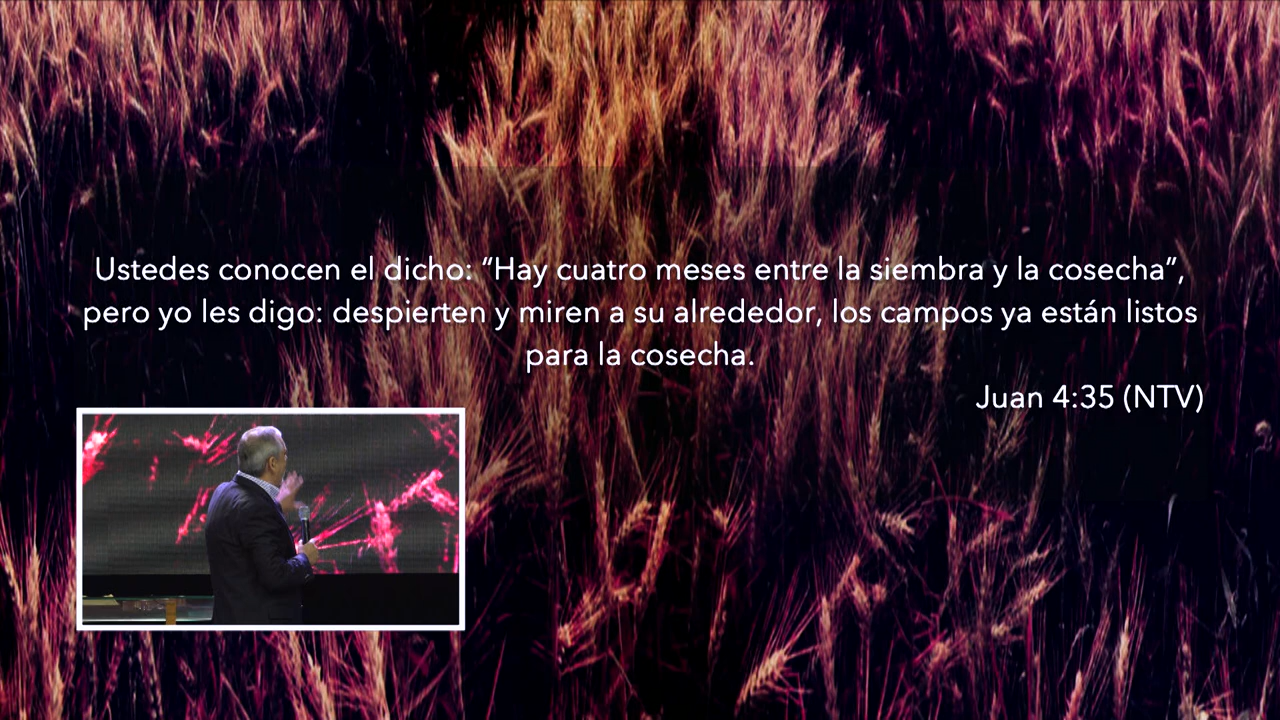 Ustedes conocen el dicho: “Hay cuatro meses entre la siembra y la cosecha”,
pero yo les digo: despierten y miren a su alrededor, los campos ya están listos
para la cosecha.
Juan 4:35 (NTV)